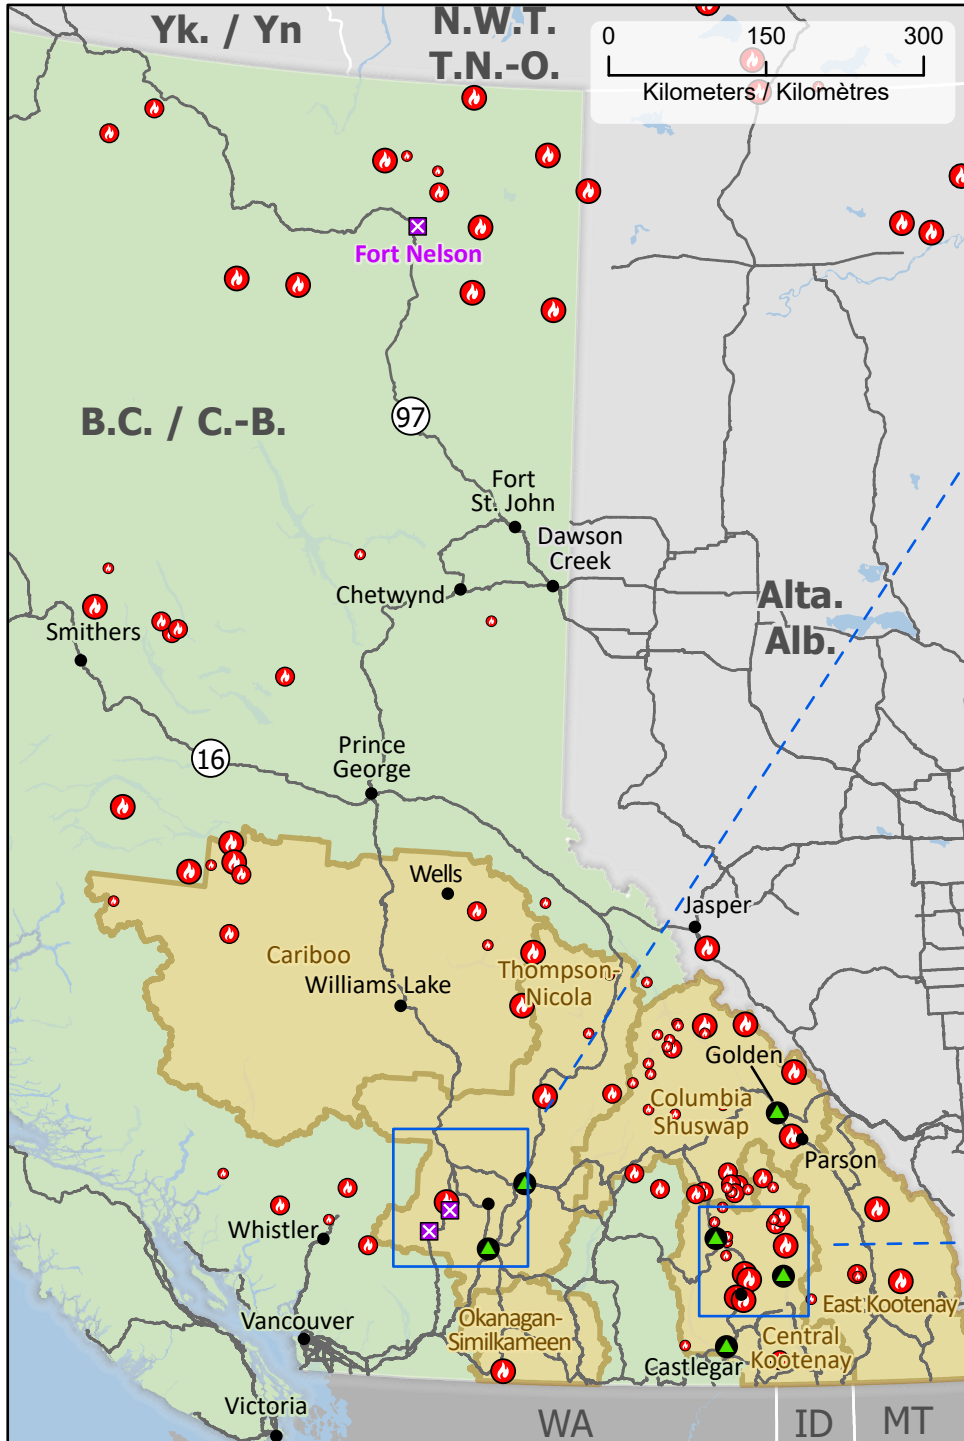 Yk. / Yn
N.W.T.
T.N.-O.
0 150 300
Kilometers / Kilomètres
Fort Nelson
B.C. / C.-B.
97
Fort
St. John
Dawson
Creek
Chetwynd
Alta.
Alb.
Smithers
16
Prince
George
Wells
Jasper
Cariboo
Thompson-
Nicola
Williams Lake
Golden
Columbia
Shuswap
Parson
Whistler
Vancouver
Okanagan-
Similkameen
East Kootenay
Central
Kootenay
Castlegar
Victoria
WA
ID
MT